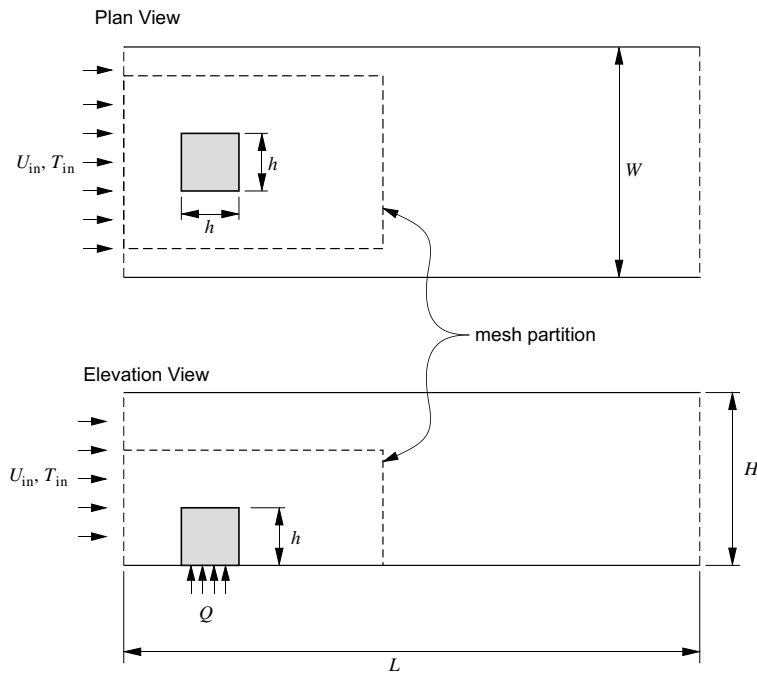 Plan View
U_in, T_in
h
h
W
mesh partition
Elevation View
U_in, T_in
h
H
Q
L